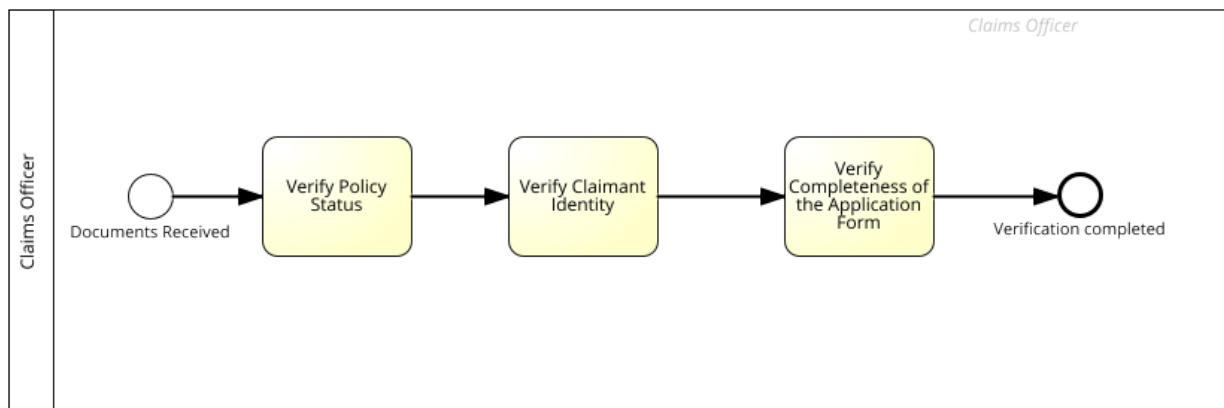 Claims Officer
Claims Officer
Documents Received
Verify Policy
Status
Verify Claimant
Identity
Verify
Completeness of
the Application
Form
Verification completed